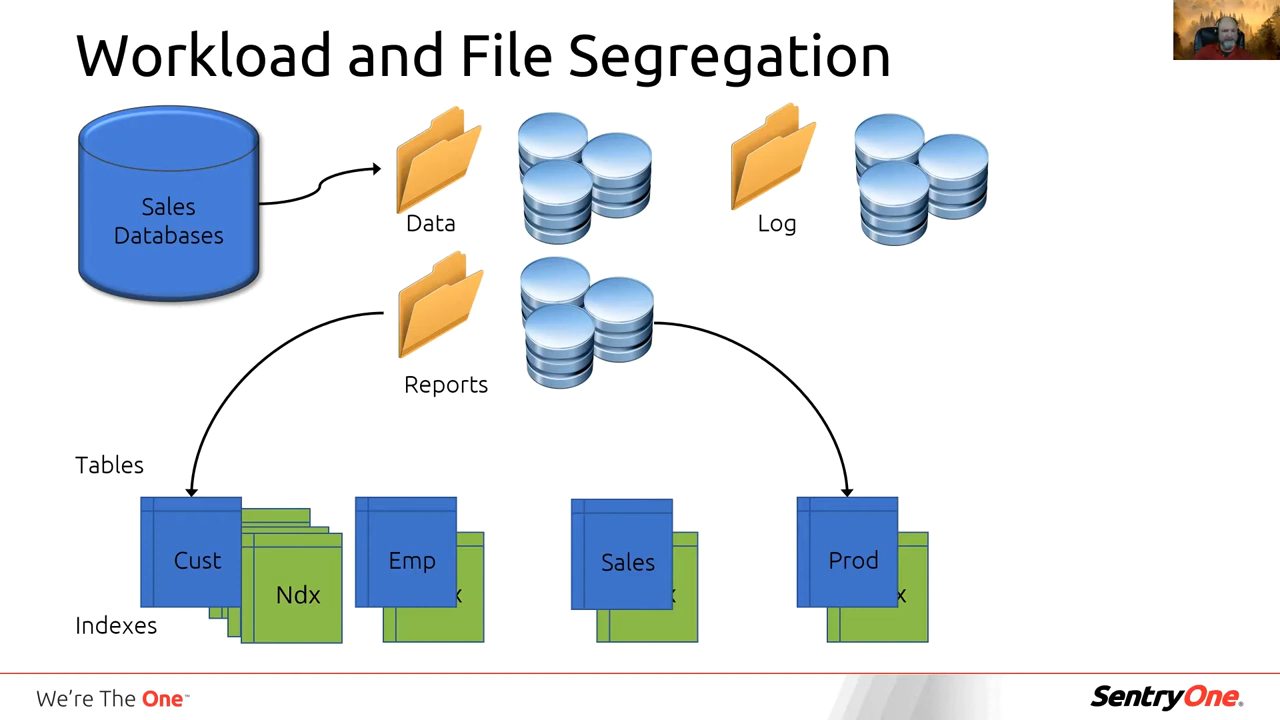 Workload and File Segregation
Sales
Databases
Data
Log
Reports
Tables
Cust
Ndx
Emp
x
Sales
x
Prod
x
Indexes
We're The One™
SentryOne®